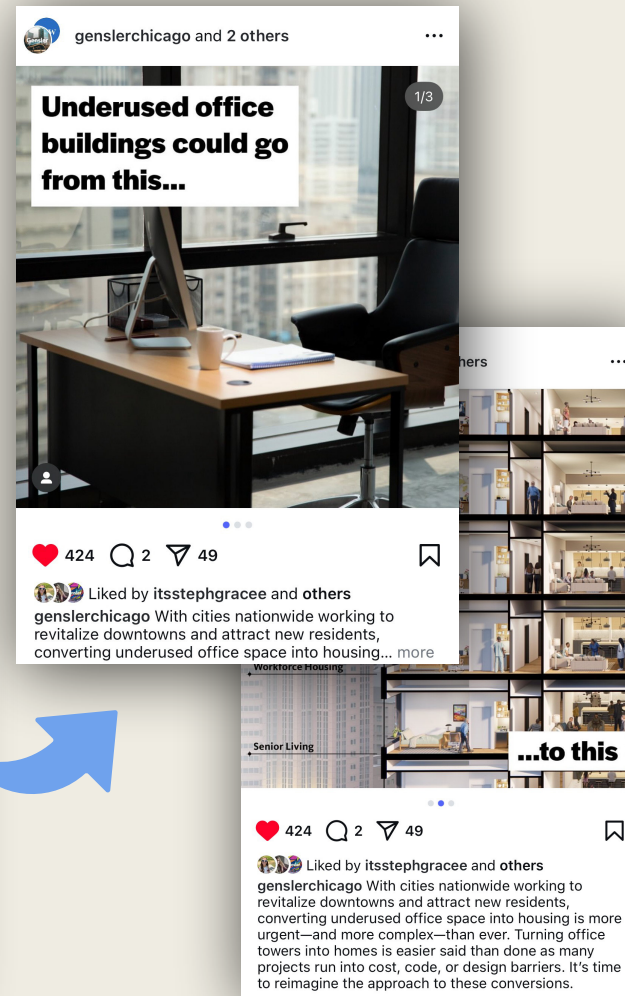 genslerchicago and 2 others
Underused office
buildings could go
from this...
1/3
424 2 49
Liked by itsstephgracee and others
genslerchicago With cities nationwide working to
revitalize downtowns and attract new residents,
converting underused office space into housing... more
hers
Workforce Housing
Senior Living
...to this
424 2 49
Liked by itsstephgracee and others
genslerchicago With cities nationwide working to
revitalize downtowns and attract new residents,
converting underused office space into housing is more
urgent—and more complex—than ever. Turning office
towers into homes is easier said than done as many
projects run into cost, code, or design barriers. It’s time
to reimagine the approach to these conversions.